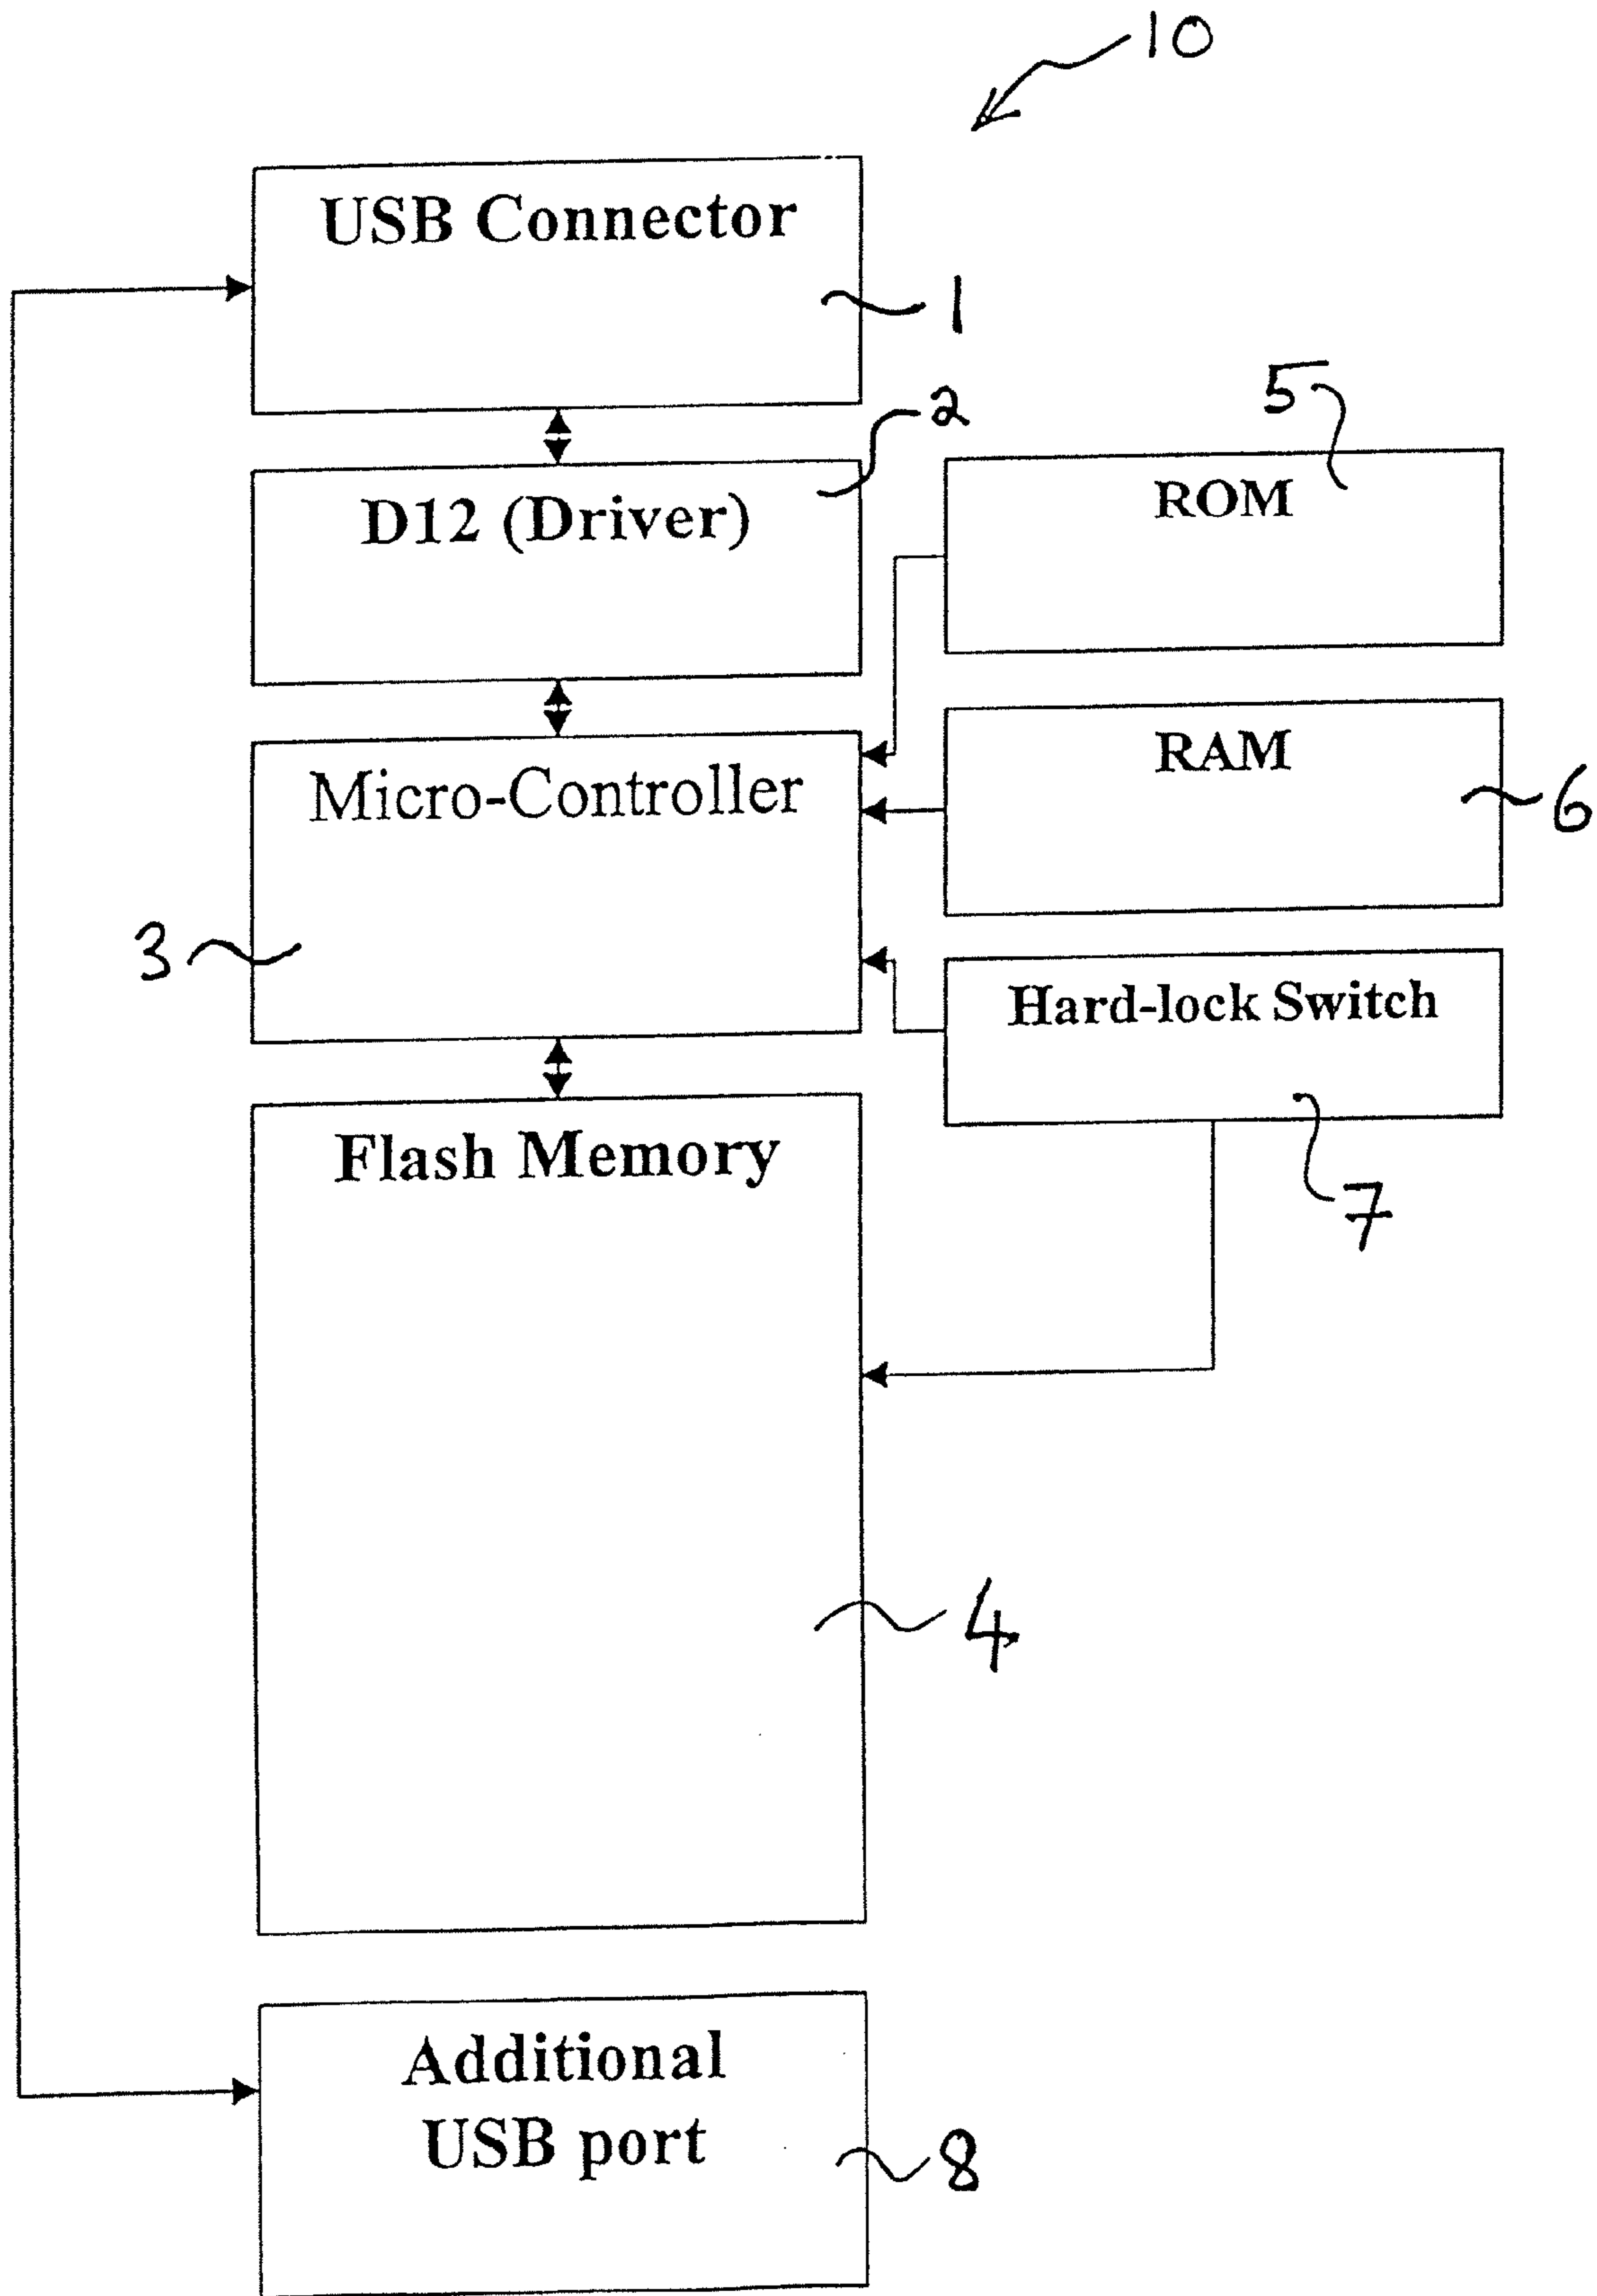 10
USB Connector
1
2
D12 (Driver)
5
ROM
Micro-Controller
3
RAM
6
Hard-lock Switch
7
Flash Memory
4
Additional
USB port
8